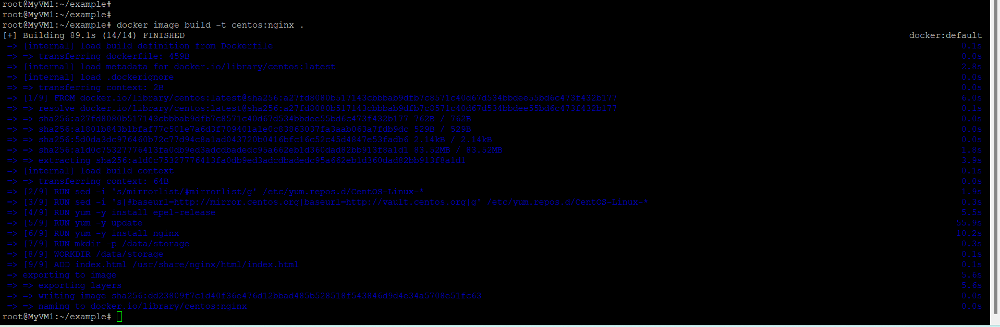 root@MyVM1:~/example#
root@MyVM1:~/example#
root@MyVM1:~/example# docker image build -t centos:nginx .
[+] Building 89.1s (14/14) FINISHED docker:default
=> [internal] load build definition from Dockerfile 0.1s
=> => transferring dockerfile: 459B 0.0s
=> [internal] load metadata for docker.io/library/centos:latest 2.8s
=> [internal] load .dockerignore 0.0s
=> => transferring context: 2B 0.0s
=> [1/9] FROM docker.io/library/centos:latest@sha256:a27fd8080b517143cbbbab9dfb7c8571c40d67d534bbdee55bd6c473f432b177 6.0s
=> => resolve docker.io/library/centos:latest@sha256:a27fd8080b517143cbbbab9dfb7c8571c40d67d534bbdee55bd6c473f432b177 0.1s
=> => sha256:a27fd8080b517143cbbbab9dfb7c8571c40d67d534bbdee55bd6c473f432b177 762B / 762B 0.0s
=> => sha256:a1801b843b1bfaf77c501e7a6d3f709401a1e0c83863037fa3aab063a7fdb9dc 529B / 529B 0.0s
=> => sha256:5d0da3dc976460b72c77d94c8a1ad043720b0416bfc16c52c45d4847e53fadb6 2.14kB / 2.14kB 0.0s
=> => sha256:a1d0c75327776413fa0db9ed3adcdbadedc95a662eb1d360dad82bb913f8a1d1 83.52MB / 83.52MB 1.8s
=> => extracting sha256:a1d0c75327776413fa0db9ed3adcdbadedc95a662eb1d360dad82bb913f8a1d1 3.9s
=> [internal] load build context 0.1s
=> => transferring context: 64B 0.0s
=> [2/9] RUN sed -i 's/mirrorlist/#mirrorlist/g' /etc/yum.repos.d/CentOS-Linux-* 1.9s
=> [3/9] RUN sed -i 's|#baseurl=http://mirror.centos.org|baseurl=http://vault.centos.org|g' /etc/yum.repos.d/CentOS-Linux-* 0.3s
=> [4/9] RUN yum -y install epel-release 5.5s
=> [5/9] RUN yum -y update 55.9s
=> [6/9] RUN yum -y install nginx 10.2s
=> [7/9] RUN mkdir -p /data/storage 0.3s
=> [8/9] WORKDIR /data/storage 0.1s
=> [9/9] ADD index.html /usr/share/nginx/html/index.html 0.1s
=> exporting to image 5.6s
=> => exporting layers 5.6s
=> => writing image sha256:dd23809f7c1d40f36e476d12bbad485b528518f543846d9d4e34a5708e51fc63 0.0s
=> => naming to docker.io/library/centos:nginx 0.0s
root@MyVM1:~/example#